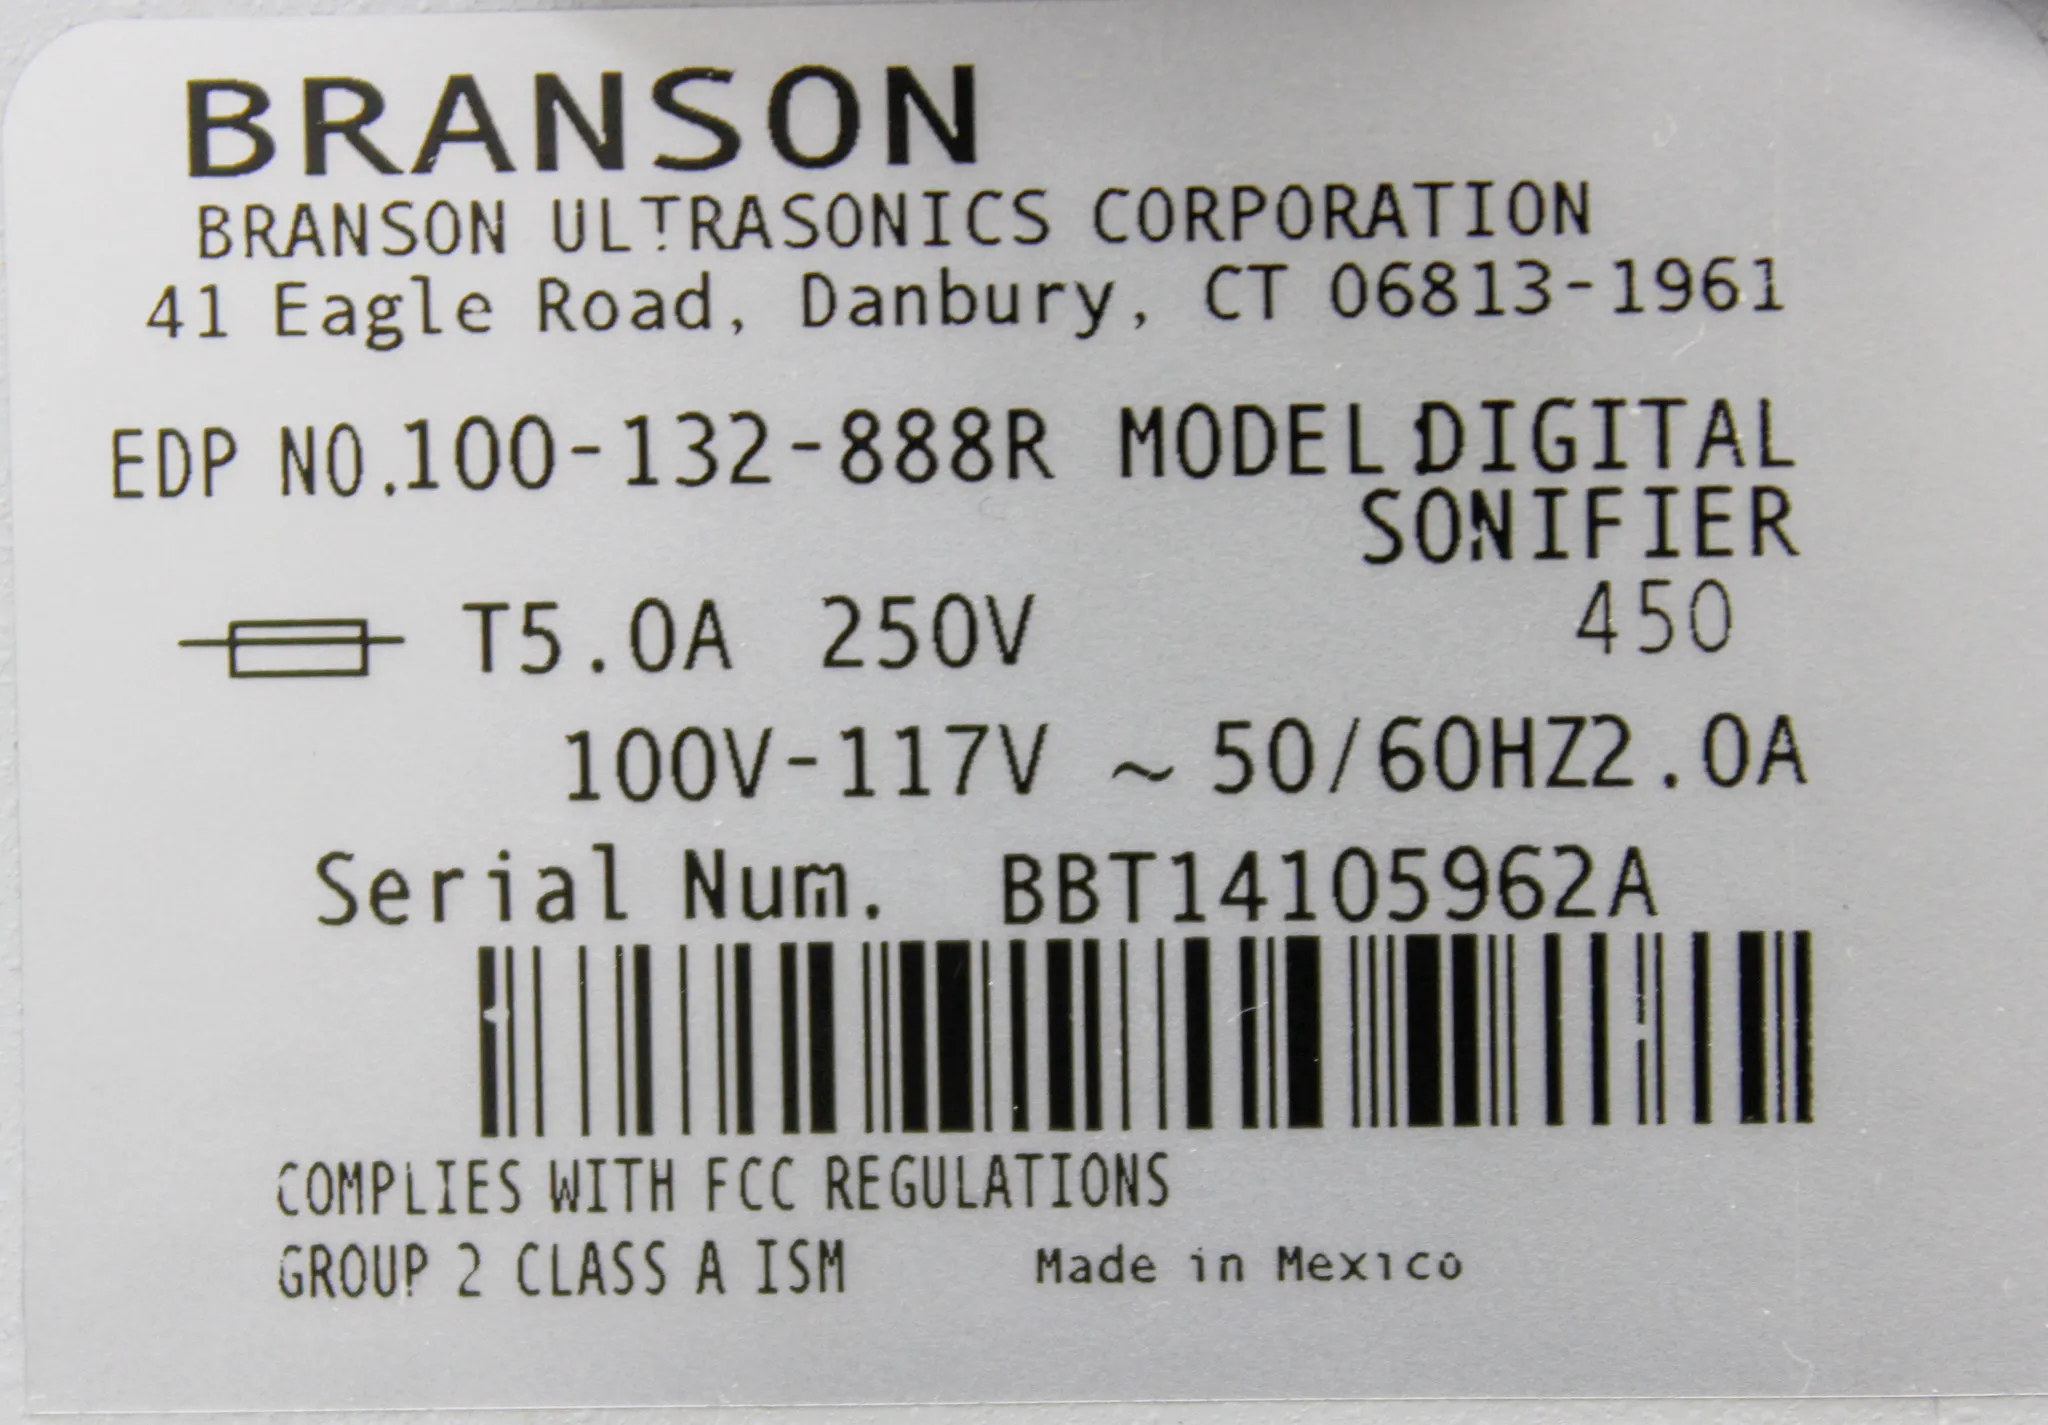 BRANSON
BRANSON ULTRASONICS CORPORATION
41 Eagle Road, Danbury, CT 06813-1961
EDP NO.100-132-888R MODEL DIGITAL
SONIFIER
450
T5.0A 250V
100V-117V ~ 50/60HZ2.0A
Serial Num. BBT14105962A
COMPLIES WITH FCC REGULATIONS
GROUP 2 CLASS A ISM Made in Mexico